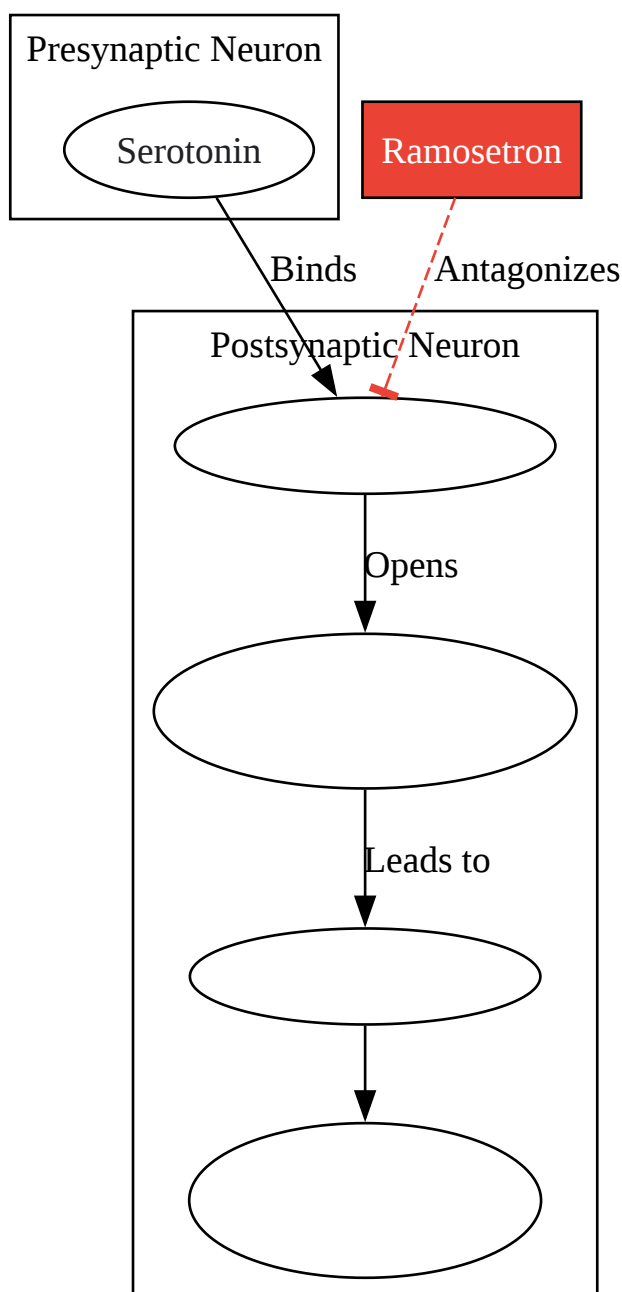 Presynaptic Neuron
Serotonin
Ramosetron
Binds
Antagonizes
Postsynaptic Neuron
Opens
Leads to